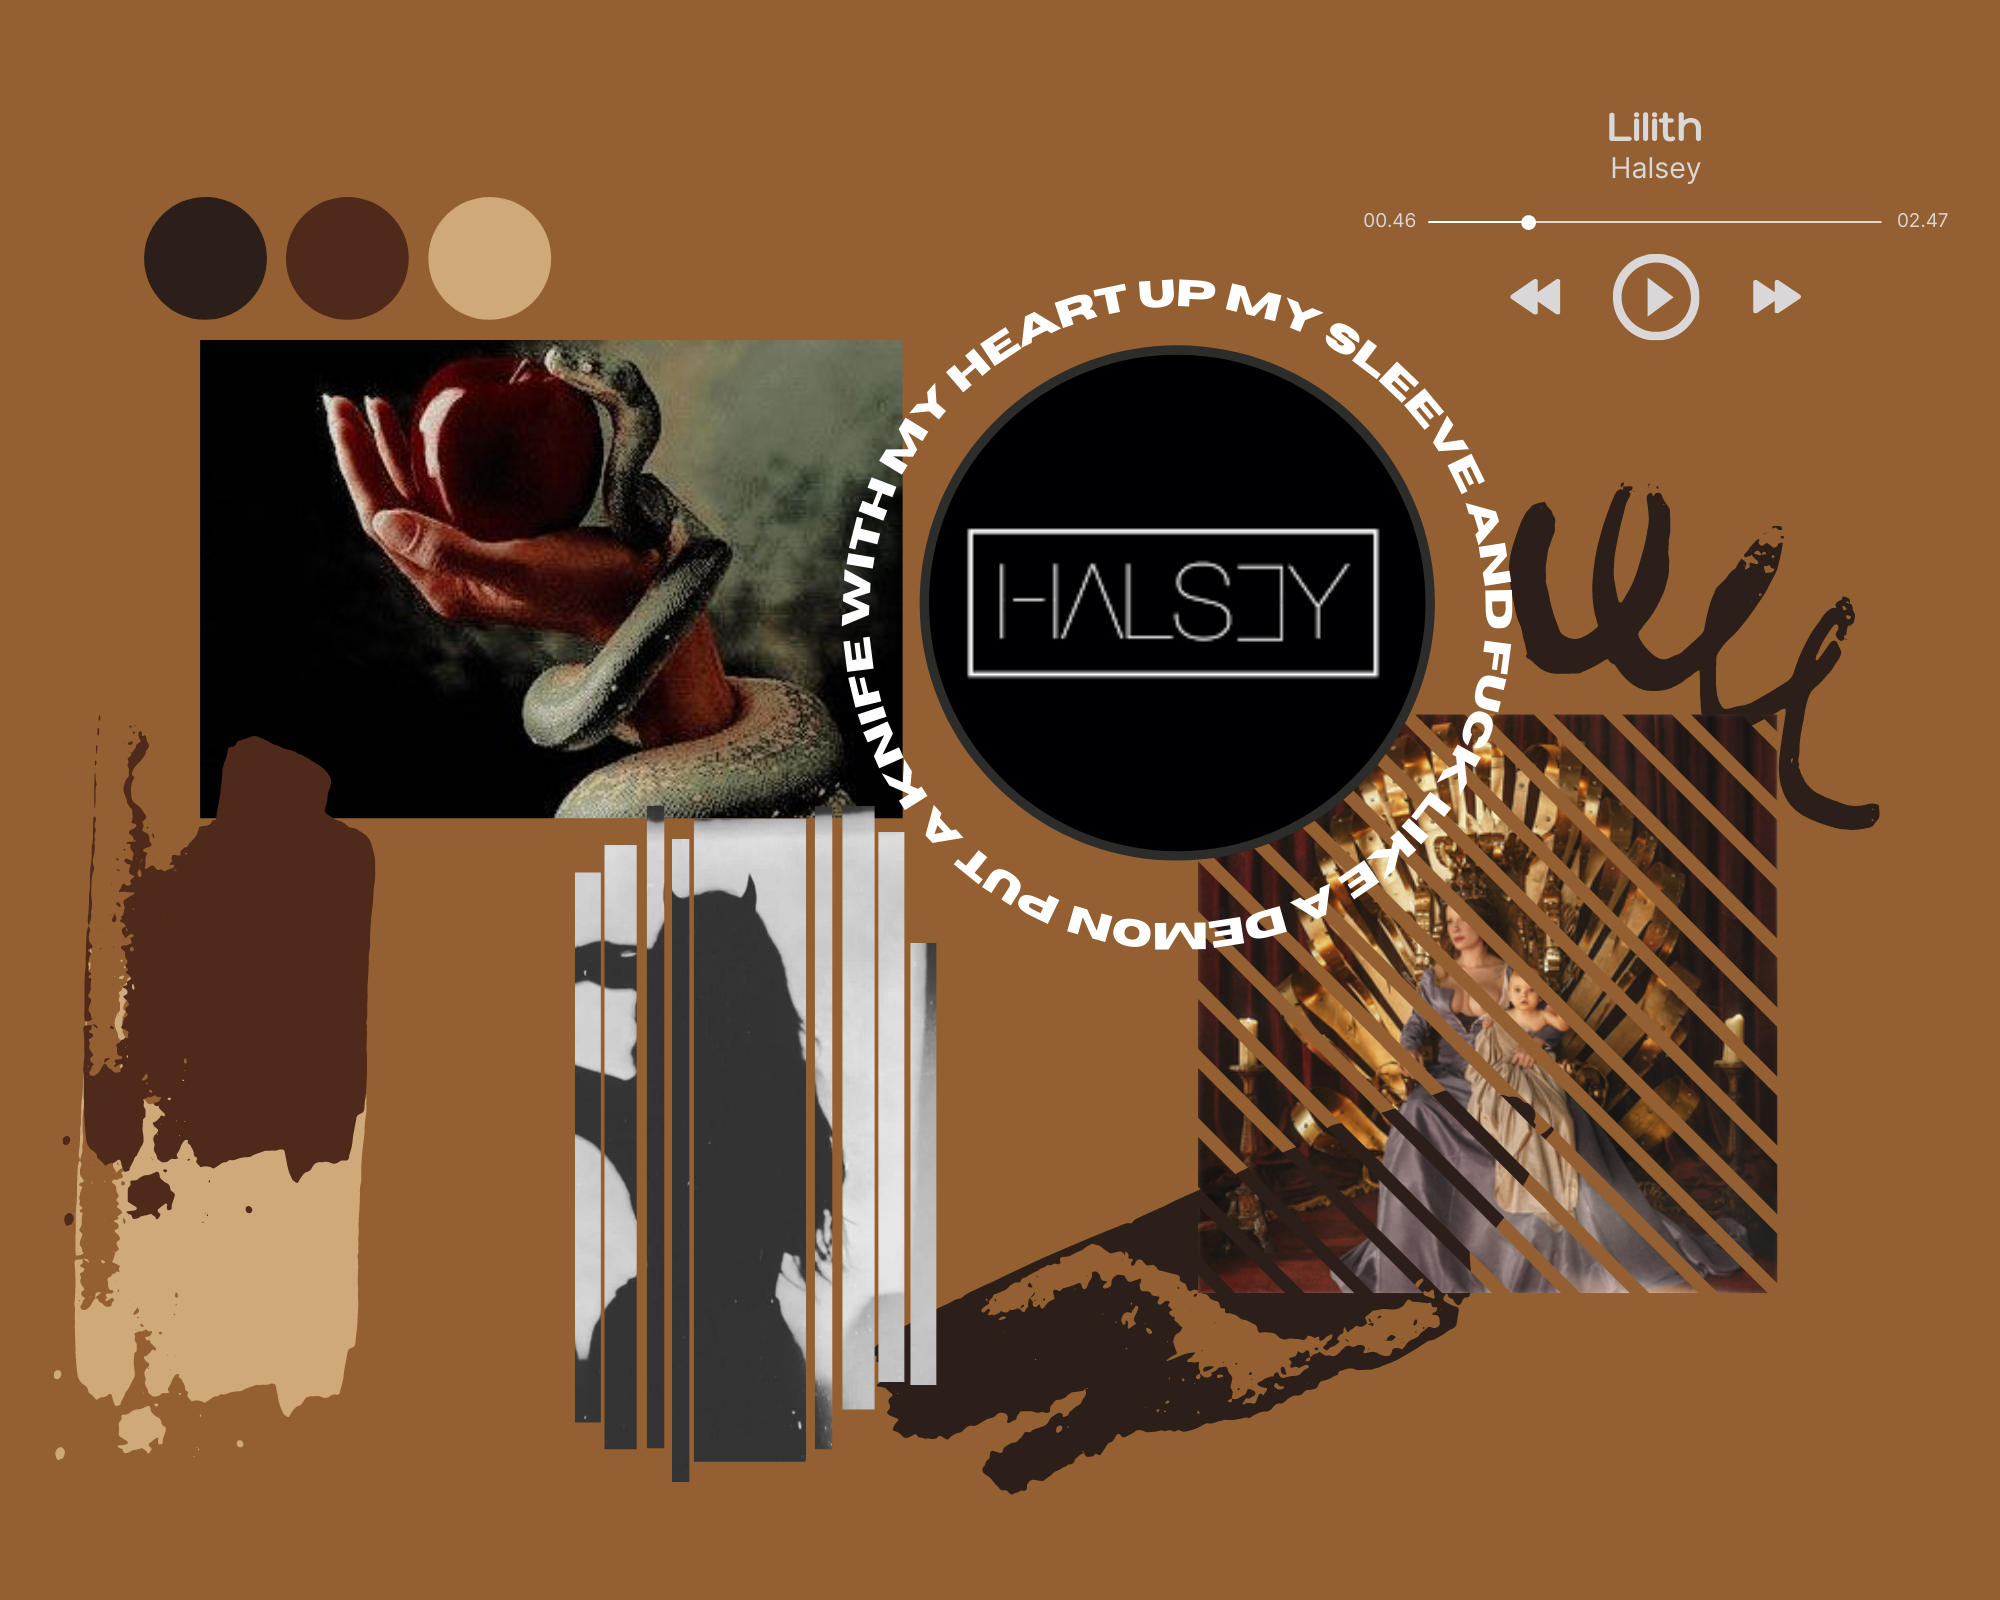 Lilith
Halsey
00.46 02.47
PUT A KNIFE WITH MY HEART UP MY SLEEVE AND FUCK LIKE A DEMON
HALSEY